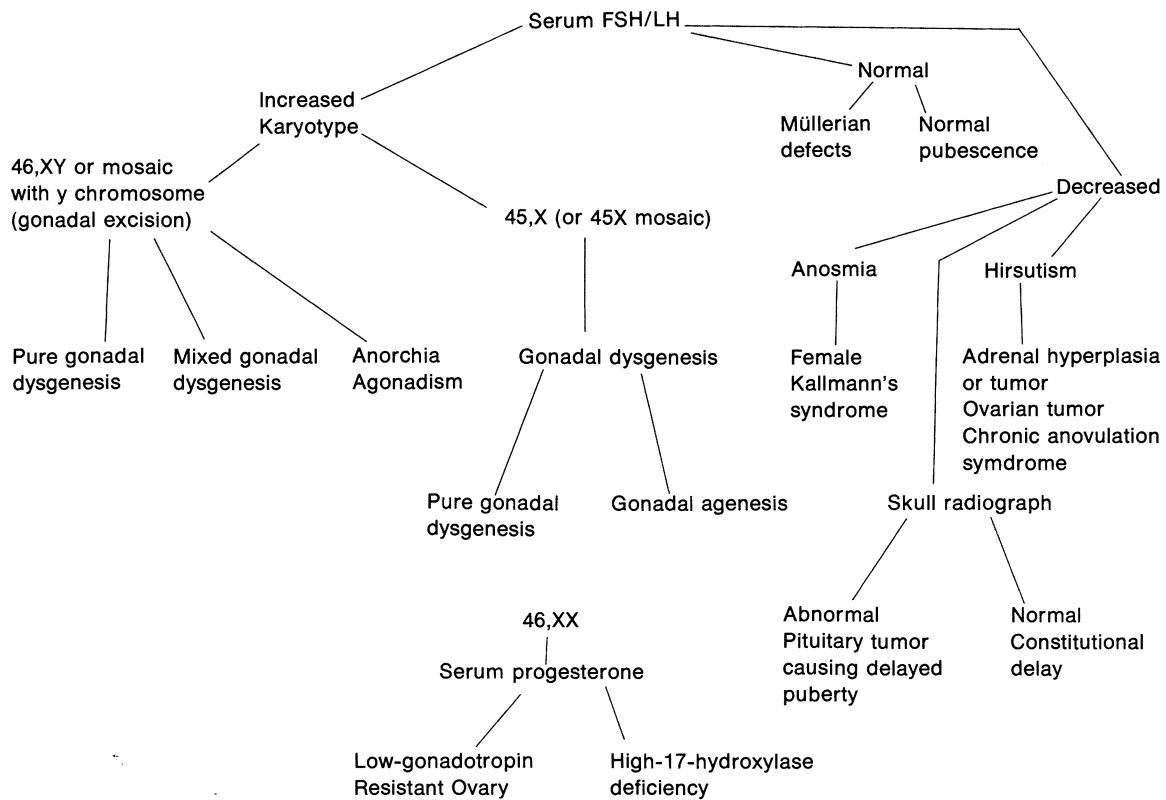 Serum FSH/LH
Normal
Increased
Karyotype
Müllerian
defects
Normal
pubescence
46,XY or mosaic
with y chromosome
(gonadal excision)
Decreased
45,X (or 45X mosaic)
Anosmia
Hirsutism
Pure gonadal
dysgenesis
Mixed gonadal
dysgenesis
Anorchia
Agonadism
Gonadal dysgenesis
Female
Kallmann's
syndrome
Adrenal hyperplasia
or tumor
Ovarian tumor
Chronic anovulation
symdrome
Pure gonadal
dysgenesis
Gonadal agenesis
Skull radiograph
46,XX
Serum progesterone
Abnormal
Pituitary tumor
causing delayed
puberty
Normal
Constitutional
delay
Low-gonadotropin
Resistant Ovary
High-17-hydroxylase
deficiency